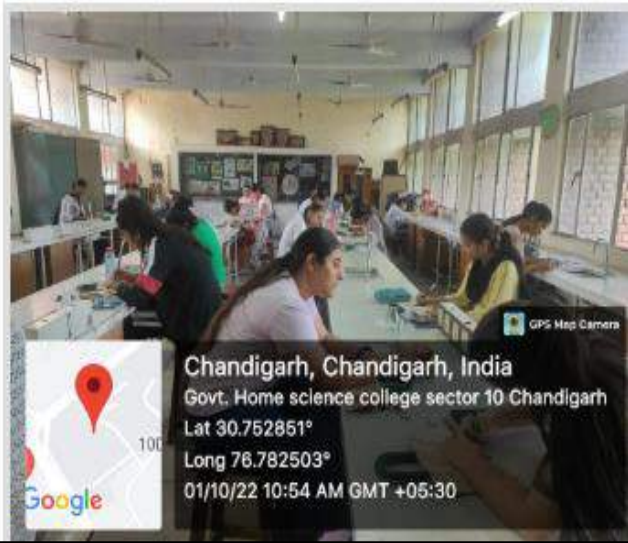 GPS Map Camera
Chandigarh, Chandigarh, India
Govt. Home science college sector 10 Chandigarh
Lat 30.752851°
Long 76.782503°
01/10/22 10:54 AM GMT +05:30
100
Google